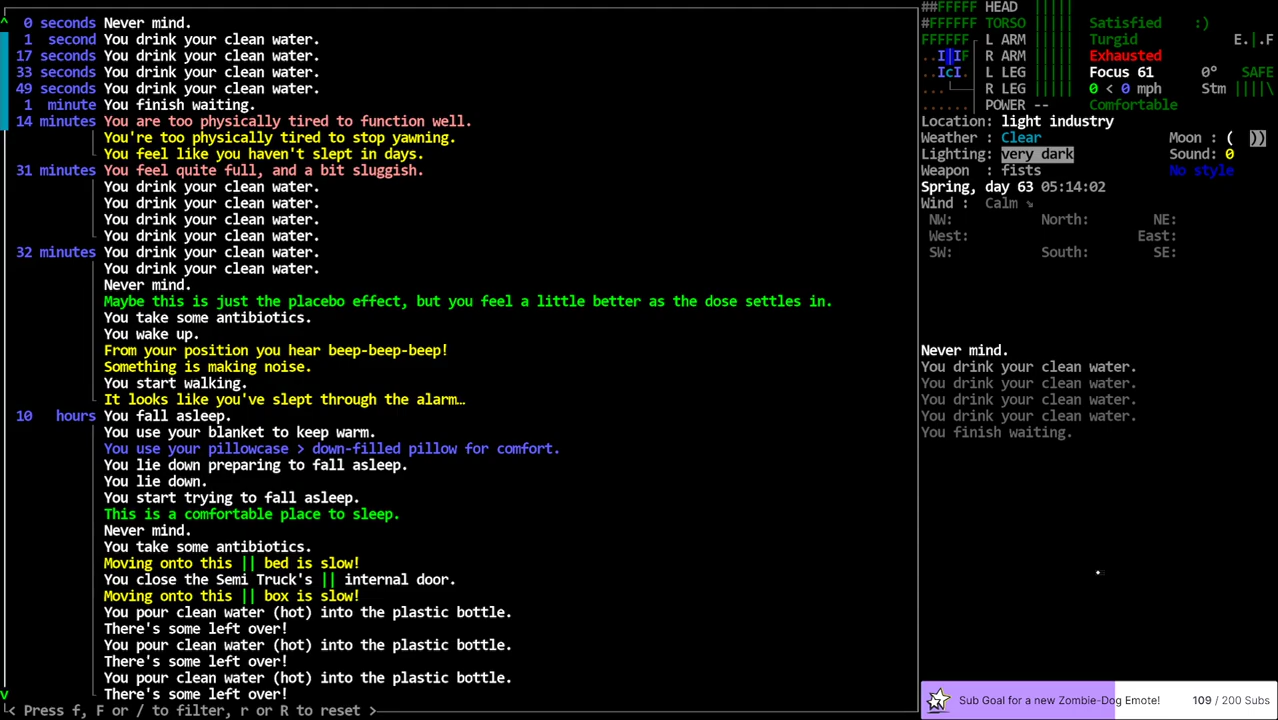 0 seconds Never mind.
1 second You drink your clean water.
17 seconds You drink your clean water.
33 seconds You drink your clean water.
49 seconds You drink your clean water.
1 minute You finish waiting.
14 minutes You are too physically tired to function well.
You're too physically tired to stop yawning.
You feel like you haven't slept in days.
31 minutes You feel quite full, and a bit sluggish.
You drink your clean water.
You drink your clean water.
You drink your clean water.
You drink your clean water.
32 minutes You drink your clean water.
You drink your clean water.
Never mind.
Maybe this is just the placebo effect, but you feel a little better as the dose settles in.
You take some antibiotics.
You wake up.
From your position you hear beep-beep-beep!
Something is making noise.
You start walking.
It looks like you've slept through the alarm…
10 hours You fall asleep.
You use your blanket to keep warm.
You use your pillowcase > down-filled pillow for comfort.
You lie down preparing to fall asleep.
You lie down.
You start trying to fall asleep.
This is a comfortable place to sleep.
Never mind.
You take some antibiotics.
Moving onto this || bed is slow!
You close the Semi Truck's || internal door.
Moving onto this || box is slow!
You pour clean water (hot) into the plastic bottle.
There's some left over!
You pour clean water (hot) into the plastic bottle.
There's some left over!
You pour clean water (hot) into the plastic bottle.
There's some left over!
< Press f, F or / to filter, r or R to reset >
##FFFFF HEAD |||||
#FFFFFF TORSO ||||| Satisfied :)
FFFFFF L ARM ||||| Turgid E.|.F
..I|IF R ARM ||||| Exhausted
..IcI. L LEG ||||| Focus 61 0° SAFE
... R LEG ||||| 0 < 0 mph Stm ||||\
...... POWER -- Comfortable
Location: light industry
Weather : Clear Moon : ( ))
Lighting: very dark Sound: 0
Weapon : fists No style
Spring, day 63 05:14:02
Wind : Calm ↘
NW: North: NE:
West: East:
SW: South: SE:
Never mind.
You drink your clean water.
You drink your clean water.
You drink your clean water.
You drink your clean water.
You finish waiting.
Sub Goal for a new Zombie-Dog Emote! 109 / 200 Subs